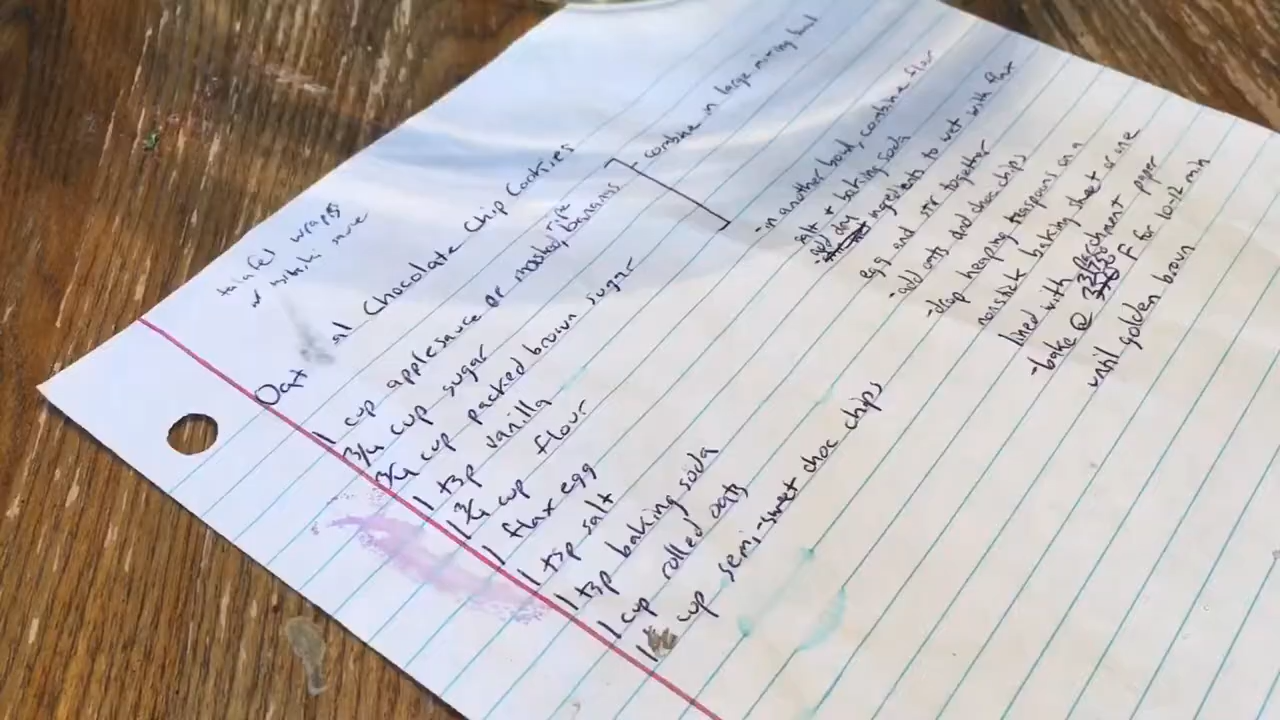 falafel wraps
w/ tzatziki sauce
Oat al Chocolate Chip Cookies
1 cup applesauce or mashed, ripe bananas
3/4 cup sugar
3/4 cup packed brown sugar
1 tsp vanilla
1 3/4 cup flour
1 flax egg
1 tsp salt
1 tsp baking soda
1 cup rolled oats
1 cup semi-sweet choc chips
combine in large mixing bowl
-in another bowl, combine flour
salt + baking soda
-add dry ingredients to wet with flax
egg and stir together
-add oats and choc chips
-drop heaping teaspoons on a
nonstick baking sheet or one
lined with parchment paper
-bake @ 375 F for 10-12 min
until golden brown